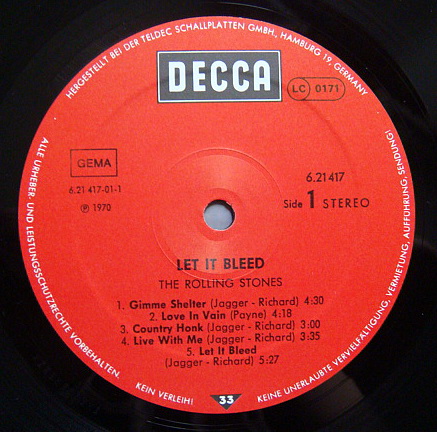 HERGESTELLT BEI DER TELDEC SCHALLPLATTEN GMBH, HAMBURG 19, GERMANY
DECCA
LC 0171
GEMA
6.21 417-01-1
℗ 1970
6.21417
Side 1 STEREO
LET IT BLEED
THE ROLLING STONES
1. Gimme Shelter (Jagger - Richard) 4:30
2. Love In Vain (Payne) 4:18
3. Country Honk (Jagger - Richard) 3:00
4. Live With Me (Jagger - Richard) 3:35
5. Let It Bleed
(Jagger - Richard) 5:27
ALLE URHEBER- UND LEISTUNGSSCHUTZRECHTE VORBEHALTEN.
KEIN VERLEIH!
33
KEINE UNERLAUBTE VERVIELFÄLTIGUNG, VERMIETUNG, AUFFÜHRUNG, SENDUNG!